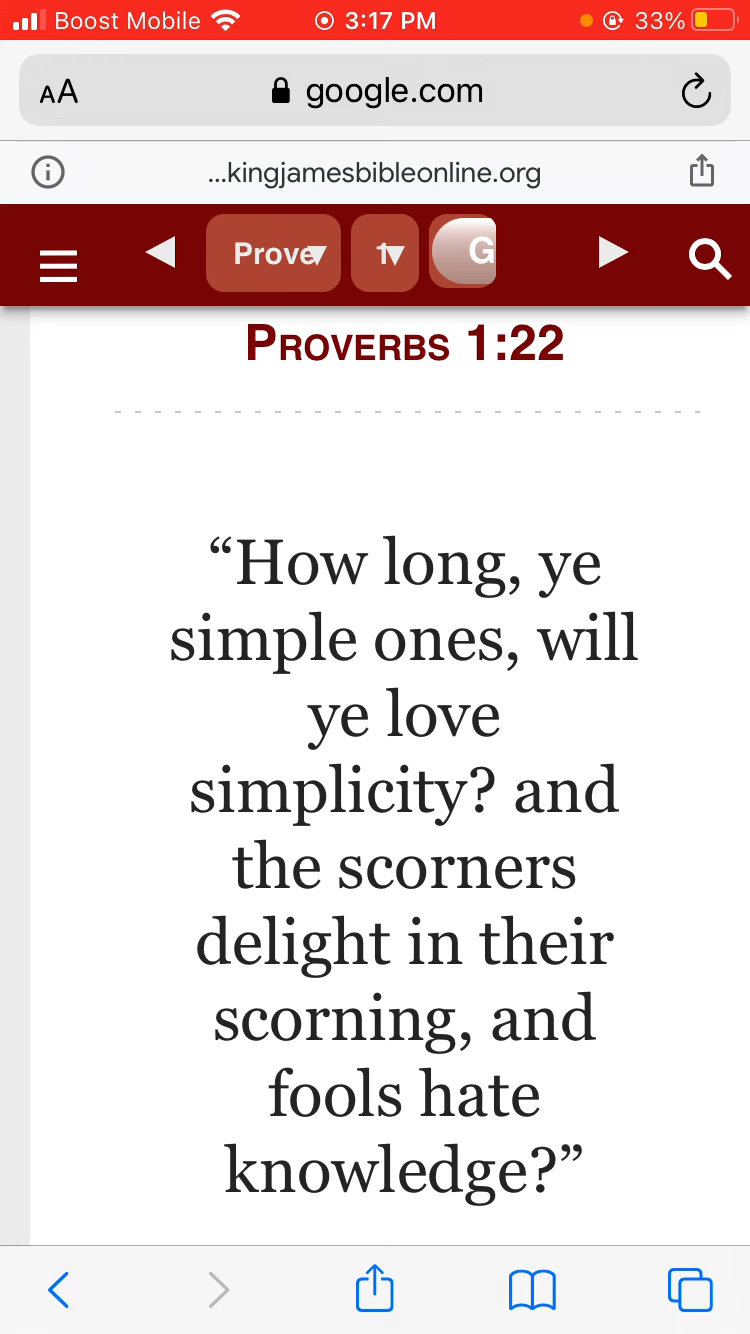 Boost Mobile 3:17 PM 33%
AA google.com
...kingjamesbibleonline.org
Prove 1 G
PROVERBS 1:22
“How long, ye
simple ones, will
ye love
simplicity? and
the scorners
delight in their
scorning, and
fools hate
knowledge?”